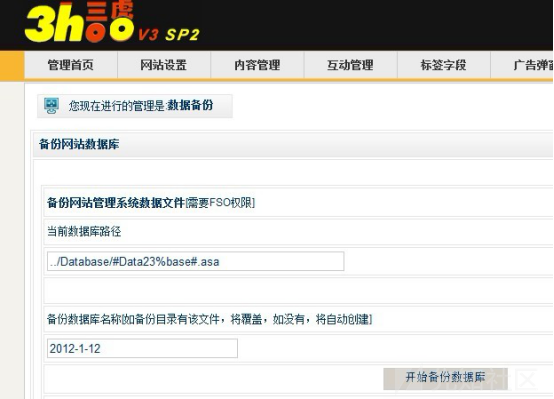 3hoo三虎 V3 SP2
管理首页 网站设置 内容管理 互动管理 标签字段 广告弹
您现在进行的管理是:数据备份
备份网站数据库
备份网站管理系统数据文件[需要FSO权限]
当前数据库路径
../Database/#Data23%base#.asa
备份数据库名称[如备份目录有该文件，将覆盖，如没有，将自动创建]
2012-1-12
开始备份数据库